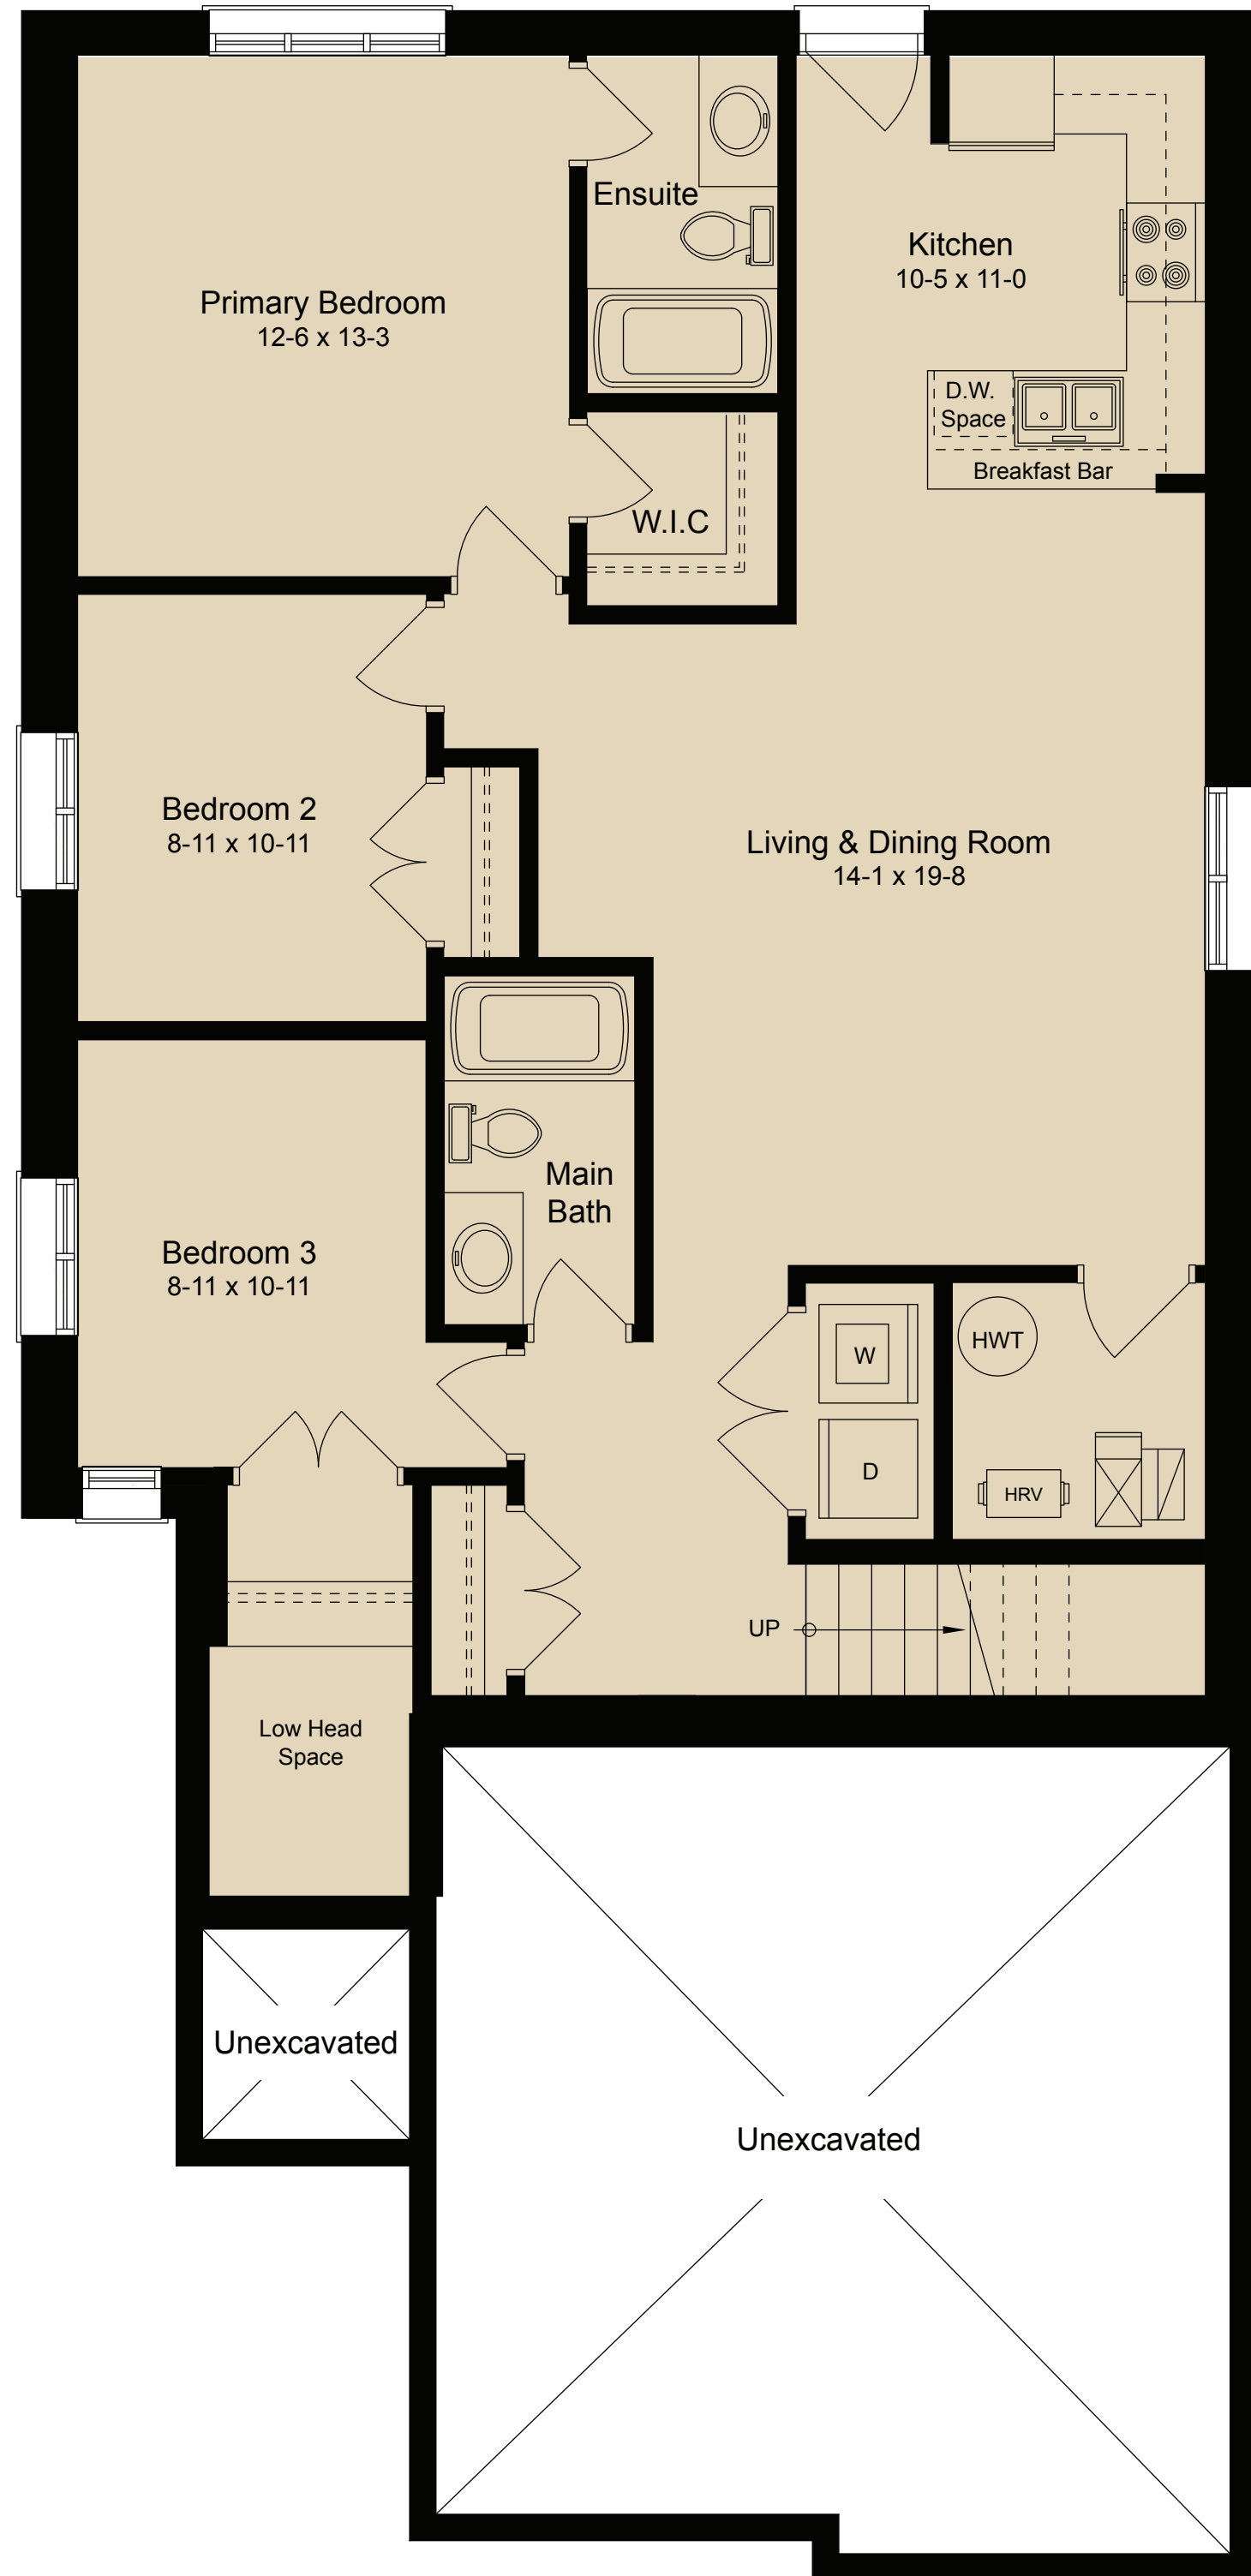 Ensuite
Kitchen
10-5 x 11-0
Primary Bedroom
12-6 x 13-3
D.W.
Space
Breakfast Bar
W.I.C
Bedroom 2
8-11 x 10-11
Living & Dining Room
14-1 x 19-8
Main
Bath
Bedroom 3
8-11 x 10-11
HWT
W
D
HRV
UP
Low Head
Space
Unexcavated
Unexcavated